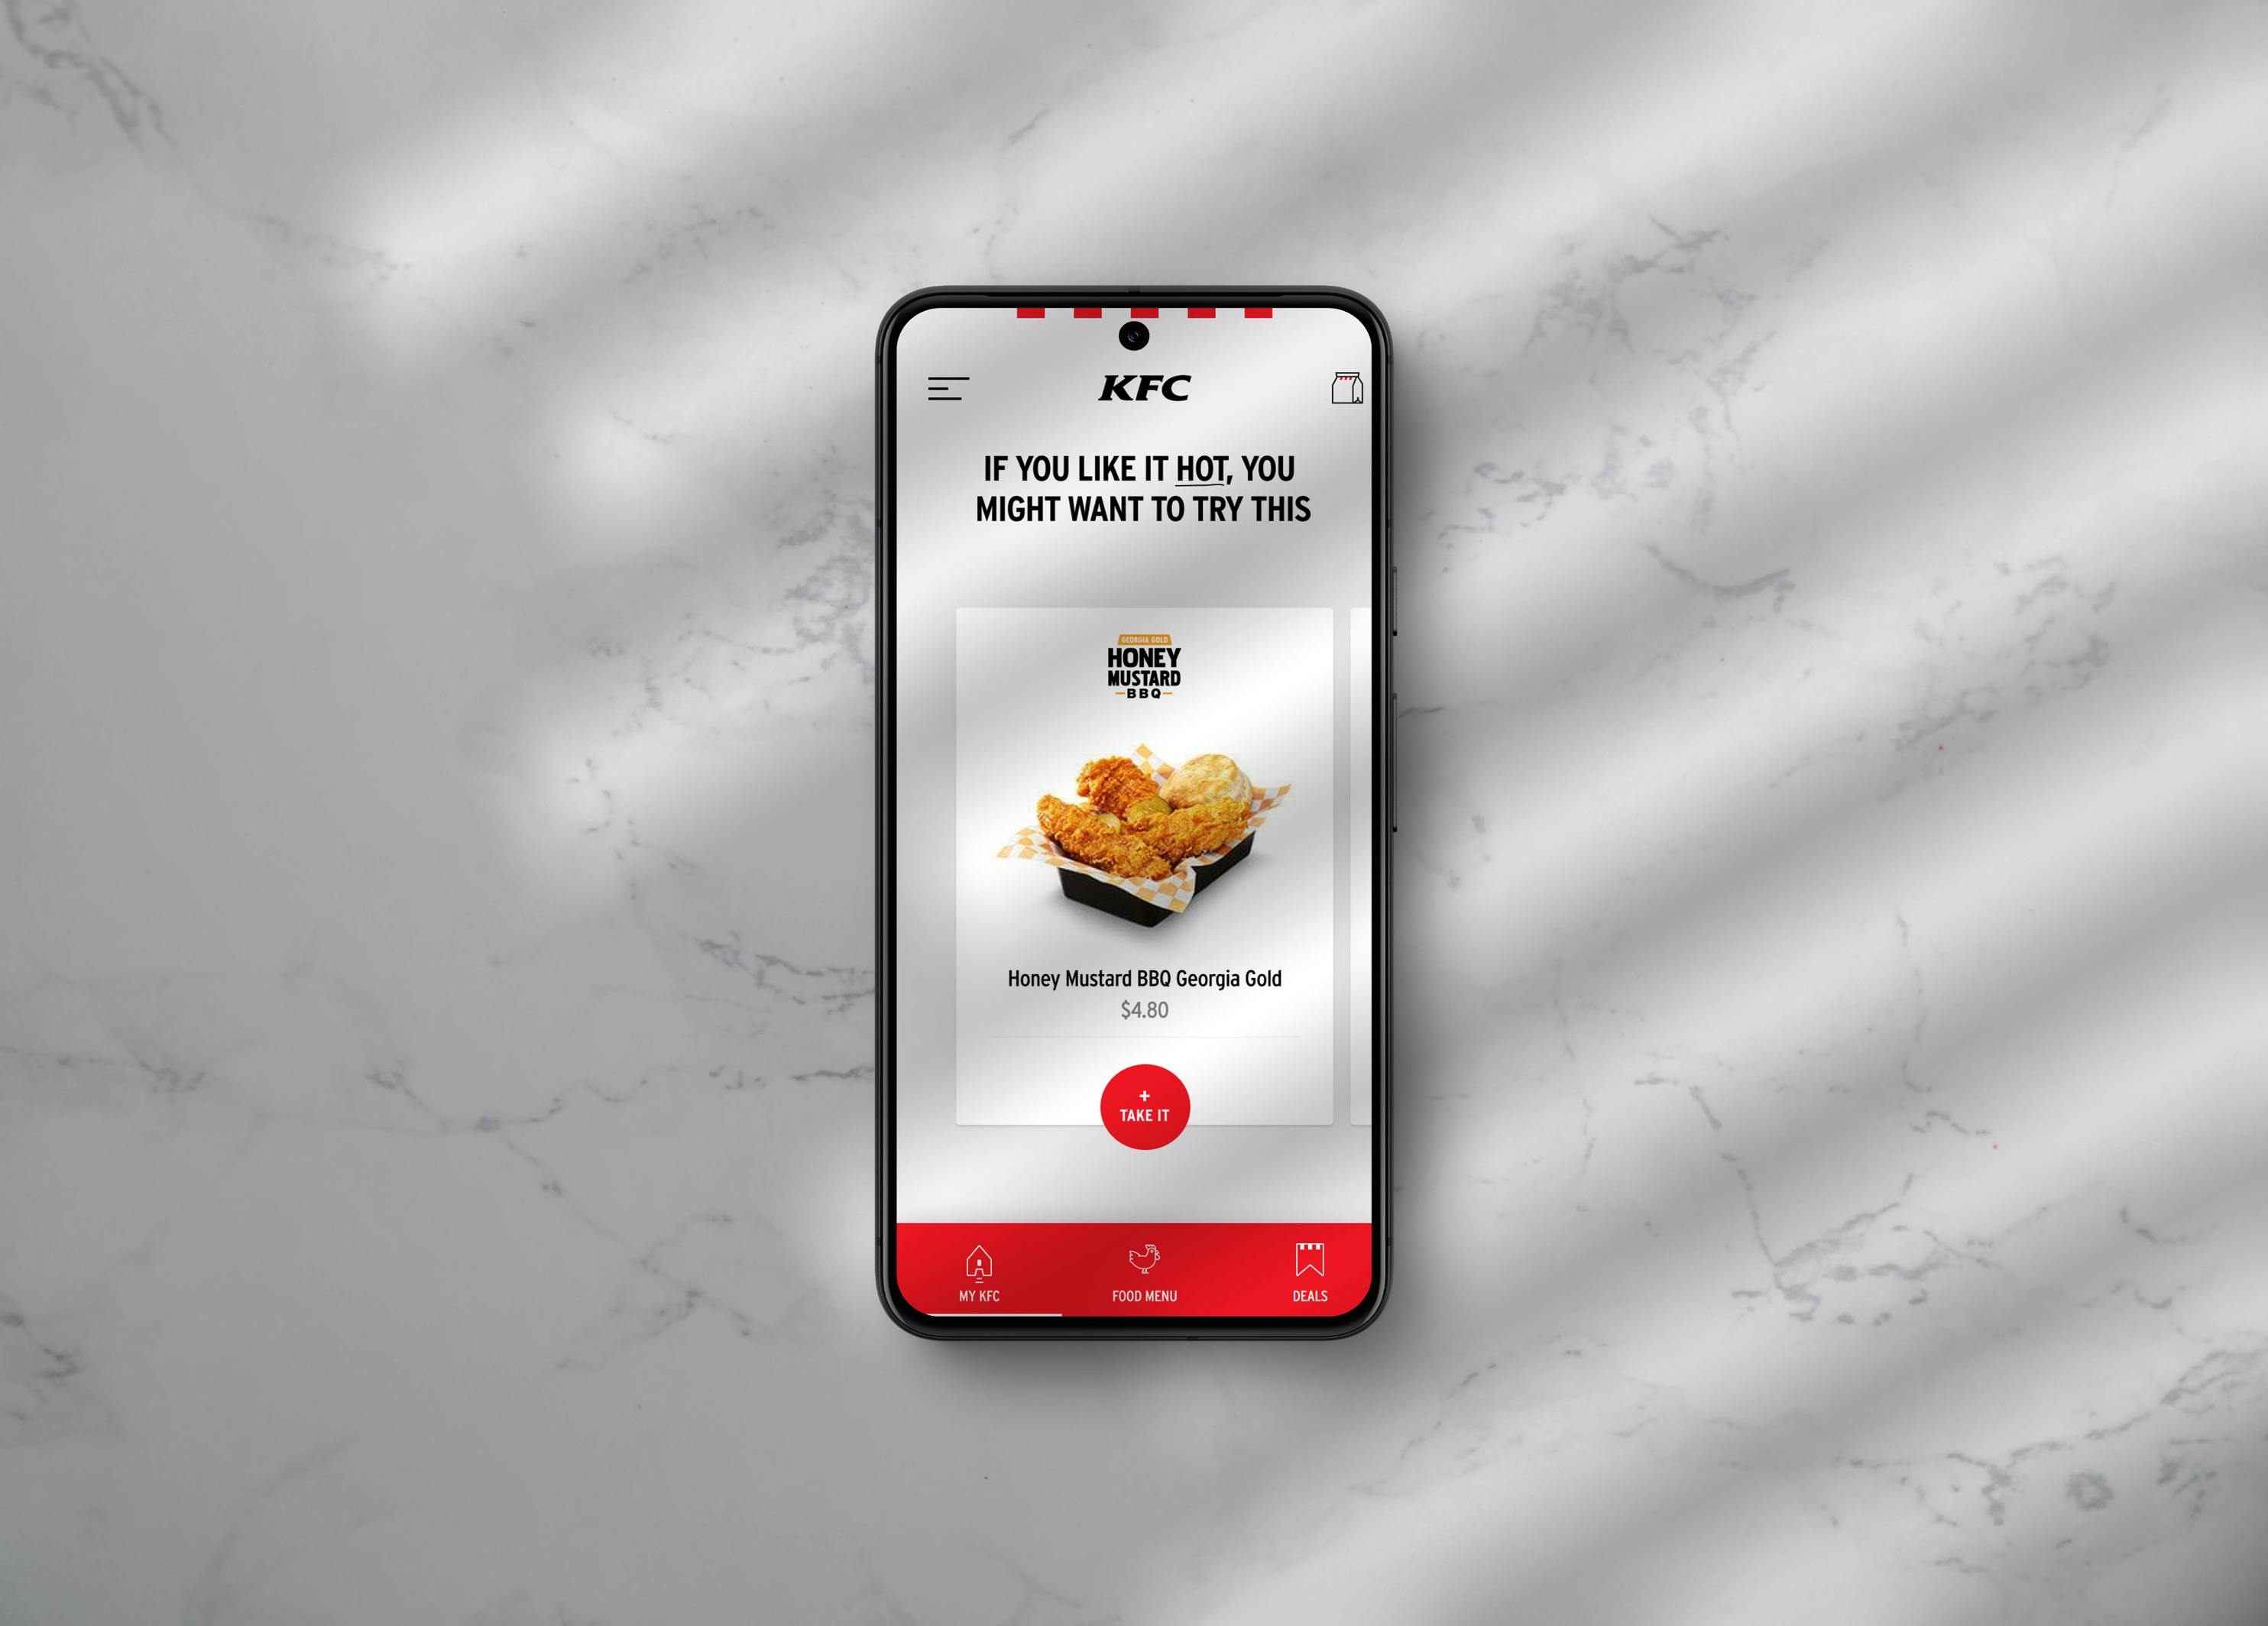 KFC
IF YOU LIKE IT HOT, YOU
MIGHT WANT TO TRY THIS
GEORGIA GOLD
HONEY
MUSTARD
BBQ
Honey Mustard BBQ Georgia Gold
$4.80
+
TAKE IT
MY KFC
FOOD MENU
DEALS